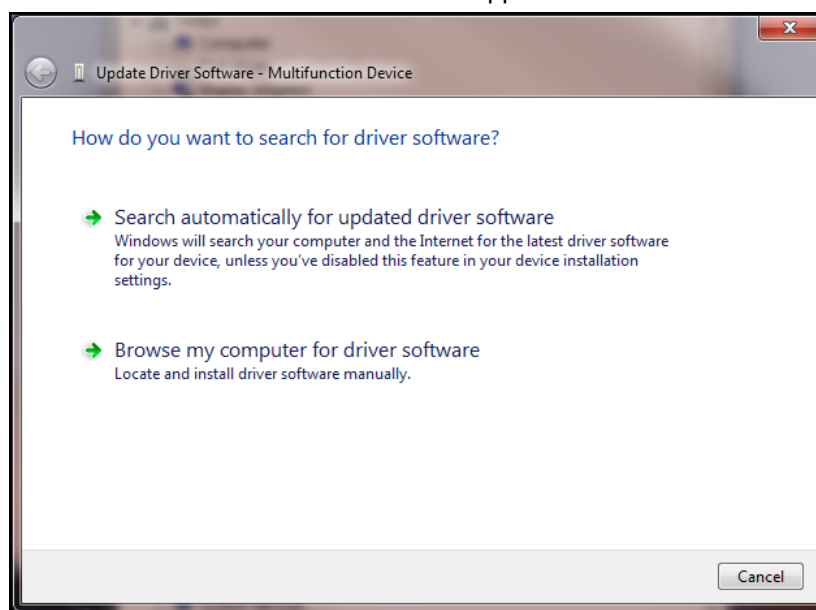 Update Driver Software - Multifunction Device
How do you want to search for driver software?
Search automatically for updated driver software
Windows will search your computer and the Internet for the latest driver software
for your device, unless you've disabled this feature in your device installation
settings.
Browse my computer for driver software
Locate and install driver software manually.
Cancel